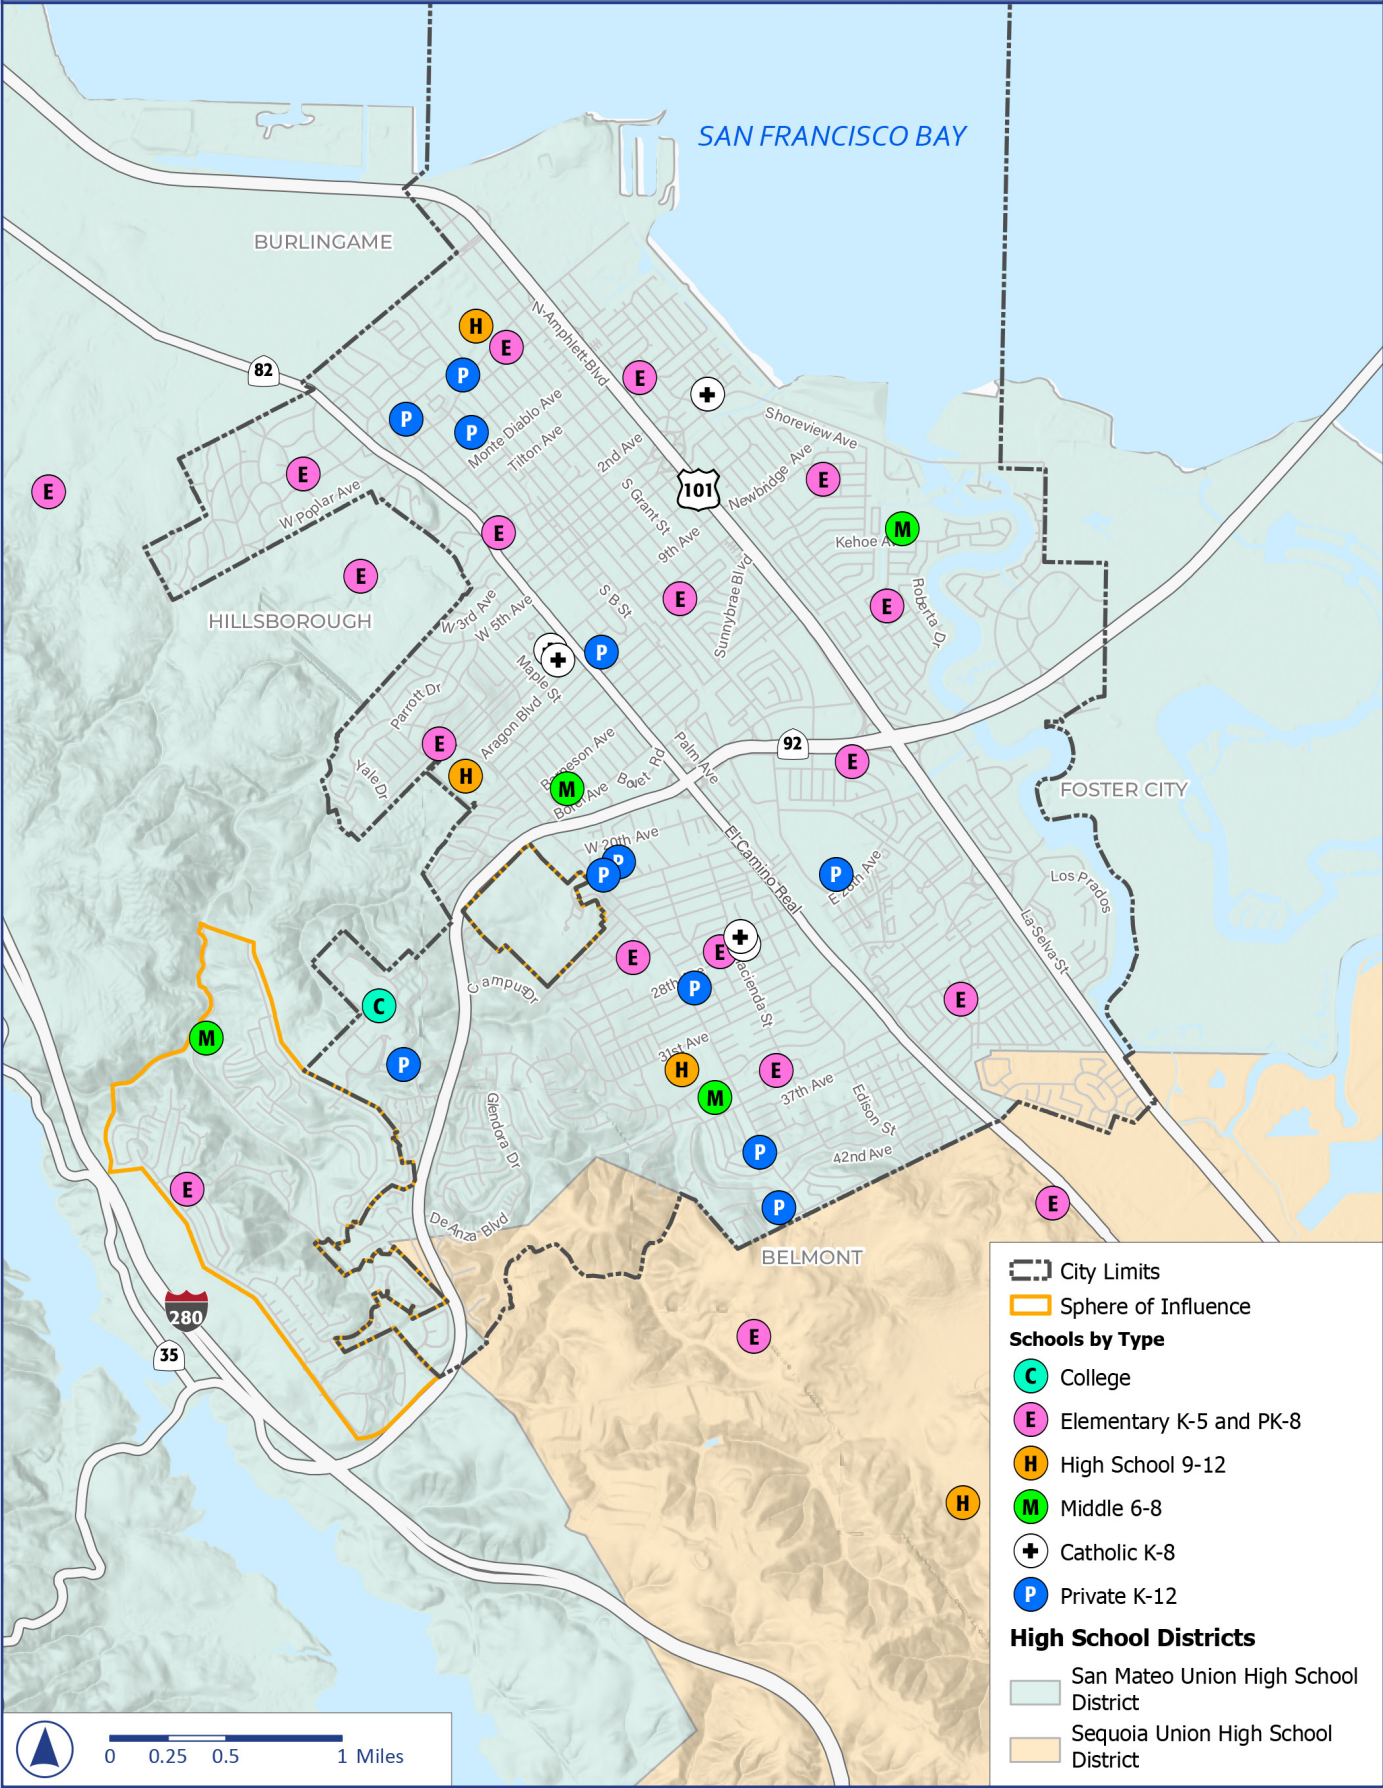 SAN FRANCISCO BAY
BURLINGAME
H
E
N Amphlett Blvd
82
P
E
P
P
Monte Diablo Ave
Tilton Ave
2nd Ave
Shoreview Ave
E
E
W Poplar Ave
101
S Grant St
Newbridge Ave
E
E
9th Ave
Kehoe A
M
E
HILLSBOROUGH
W 3rd Ave
W 5th Ave
S B St
E
Sunnybrae Blvd
E
Roberta Dr
P
Maple St
Parrott Dr
Aragon Blvd
E
Yale Dr
H
Barneson Ave
Bovet Rd
Palm Ave
92
E
M
Borel Ave
FOSTER CITY
W 20th Ave
El Camino Real
P
P
P
E 28th Ave
Los Prados
La Selva St
E
E
28th
Hacienda St
P
Campus Dr
E
C
M
P
31st Ave
H
E
M
37th Ave
Edison St
Glendora Dr
42nd Ave
P
E
P
E
De Anza Blvd
BELMONT
E
280
35
H
City Limits
Sphere of Influence
Schools by Type
C College
E Elementary K-5 and PK-8
H High School 9-12
M Middle 6-8
Catholic K-8
P Private K-12
High School Districts
San Mateo Union High School
District
Sequoia Union High School
District
0 0.25 0.5 1 Miles